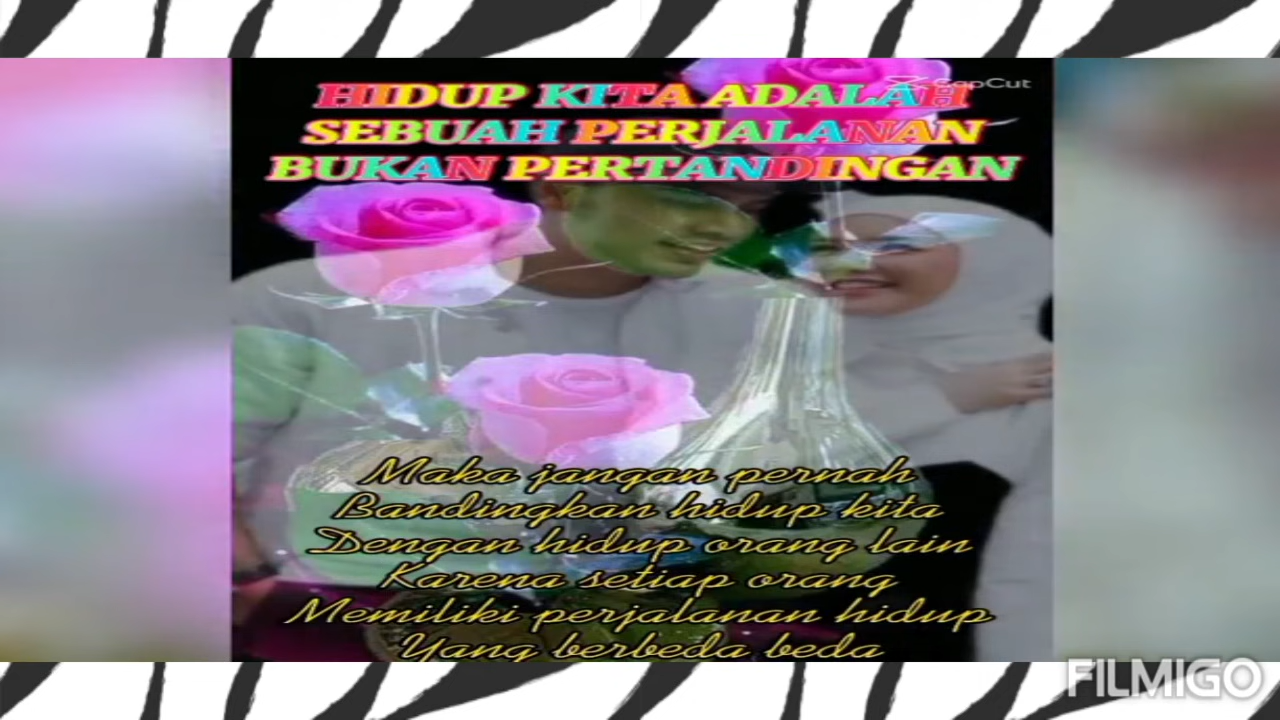 CapCut
HIDUP KITA ADALAH
SEBUAH PERJALANAN
BUKAN PERTANDINGAN
Maka jangan pernah
Bandingkan hidup kita
Dengan hidup orang lain
Karena setiap orang
Memiliki perjalanan hidup
Yang berbeda beda
FILMIGO